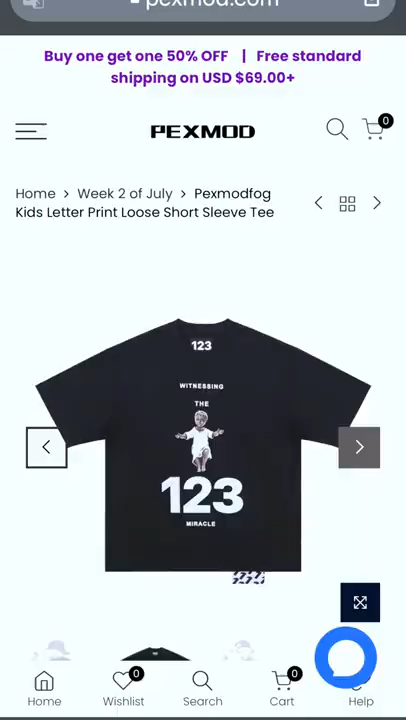 pexmod.com
Buy one get one 50% OFF | Free standard
shipping on USD $69.00+
PEXMOD
0
Home > Week 2 of July > Pexmodfog
Kids Letter Print Loose Short Sleeve Tee
123
WITNESSING
THE
123
MIRACLE
0
0
Home
Wishlist
Search
Cart
Help